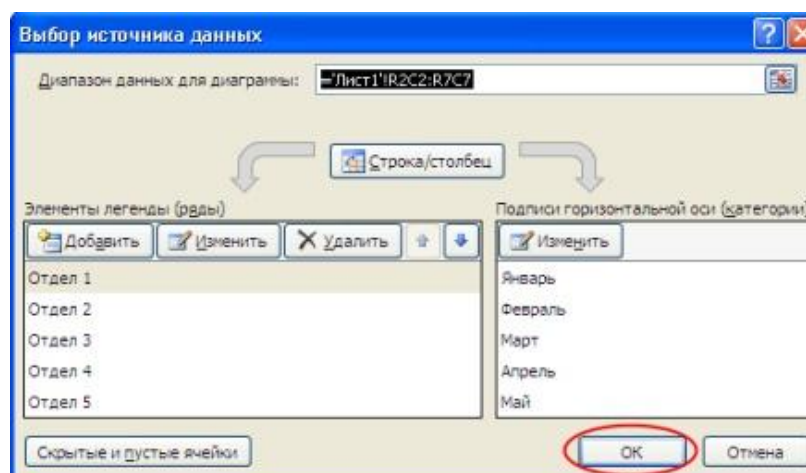 Выбор источника данных
Диапазон данных для диаграммы: ='Лист1'!R2C2:R7C7
Строка/столбец
Элементы легенды (ряды)
Подписи горизонтальной оси (категории)
Добавить Изменить Удалить
Изменить
Отдел 1
Отдел 2
Отдел 3
Отдел 4
Отдел 5
Январь
Февраль
Март
Апрель
Май
Скрытые и пустые ячейки
ОК Отмена